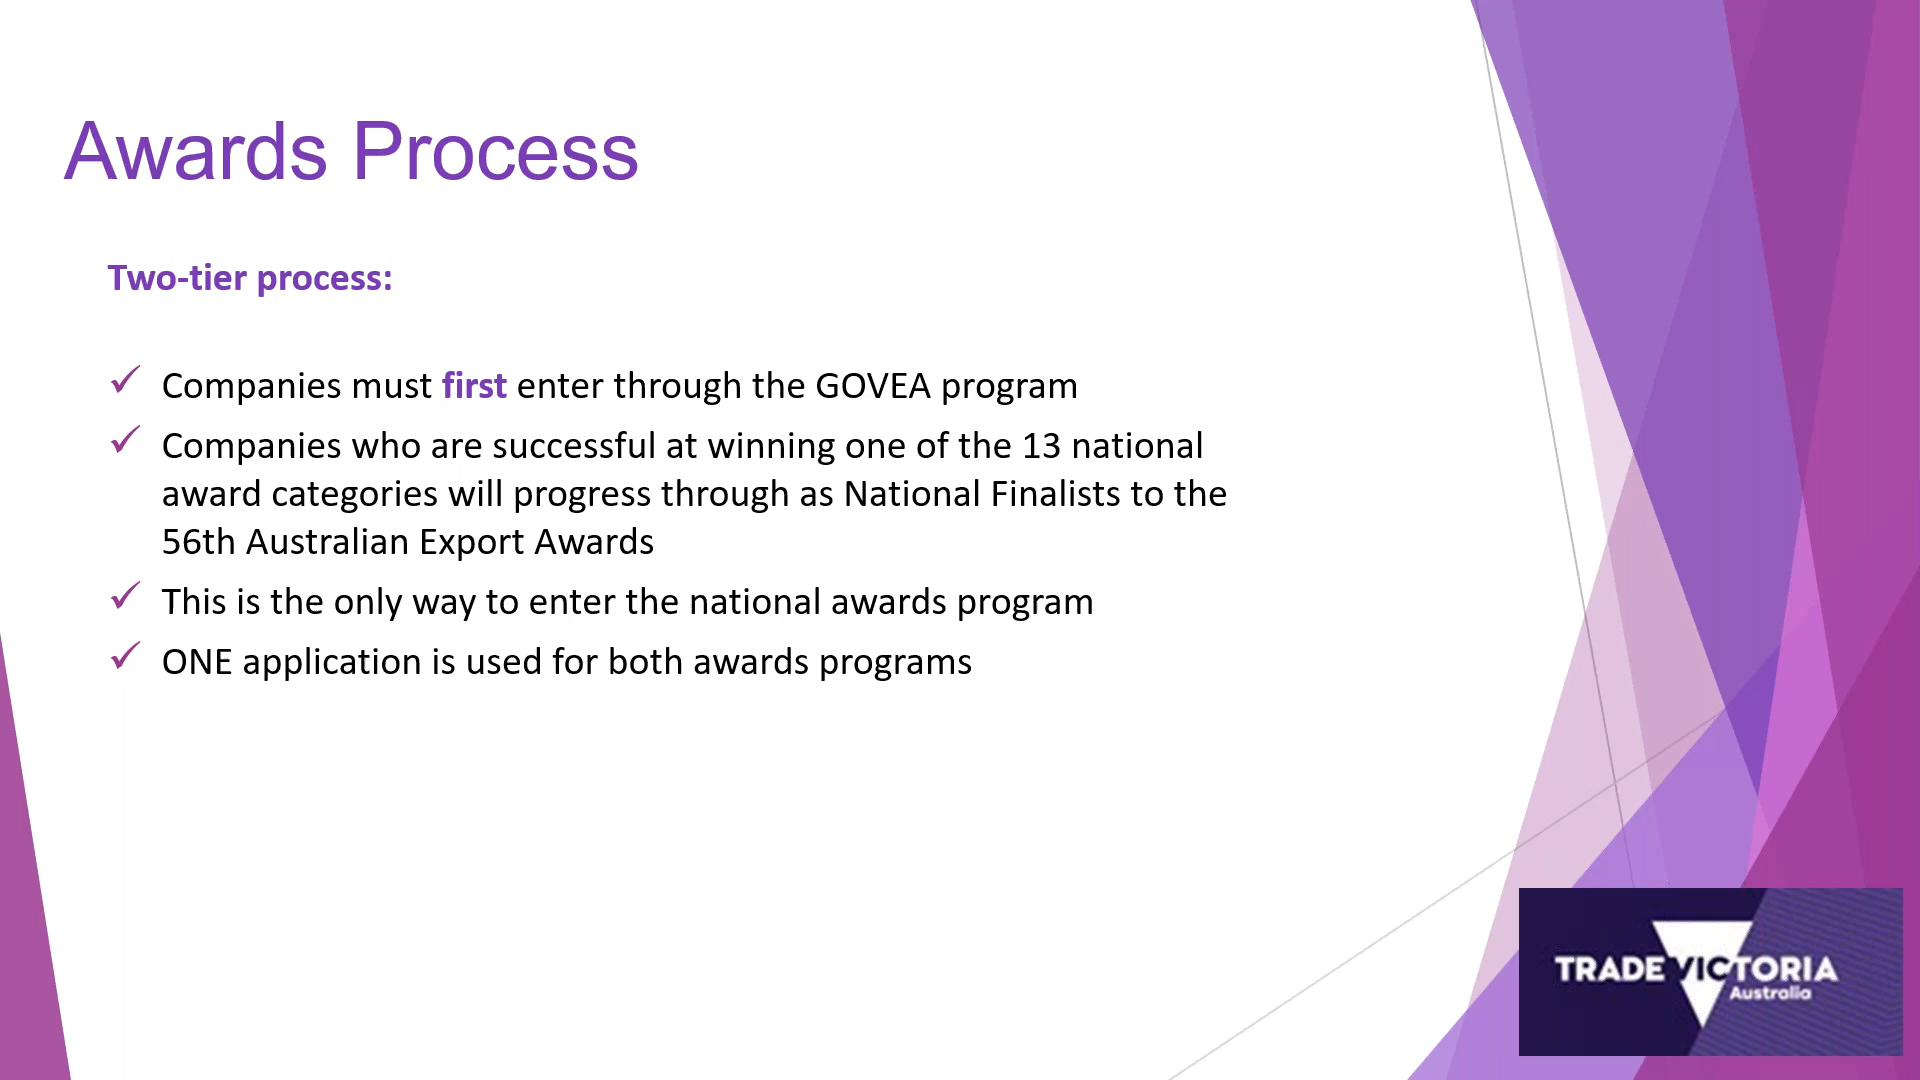 Awards Process
Two-tier process:
Companies must first enter through the GOVEA program
Companies who are successful at winning one of the 13 national
award categories will progress through as National Finalists to the
56th Australian Export Awards
This is the only way to enter the national awards program
ONE application is used for both awards programs
TRADE VICTORIA
Australia